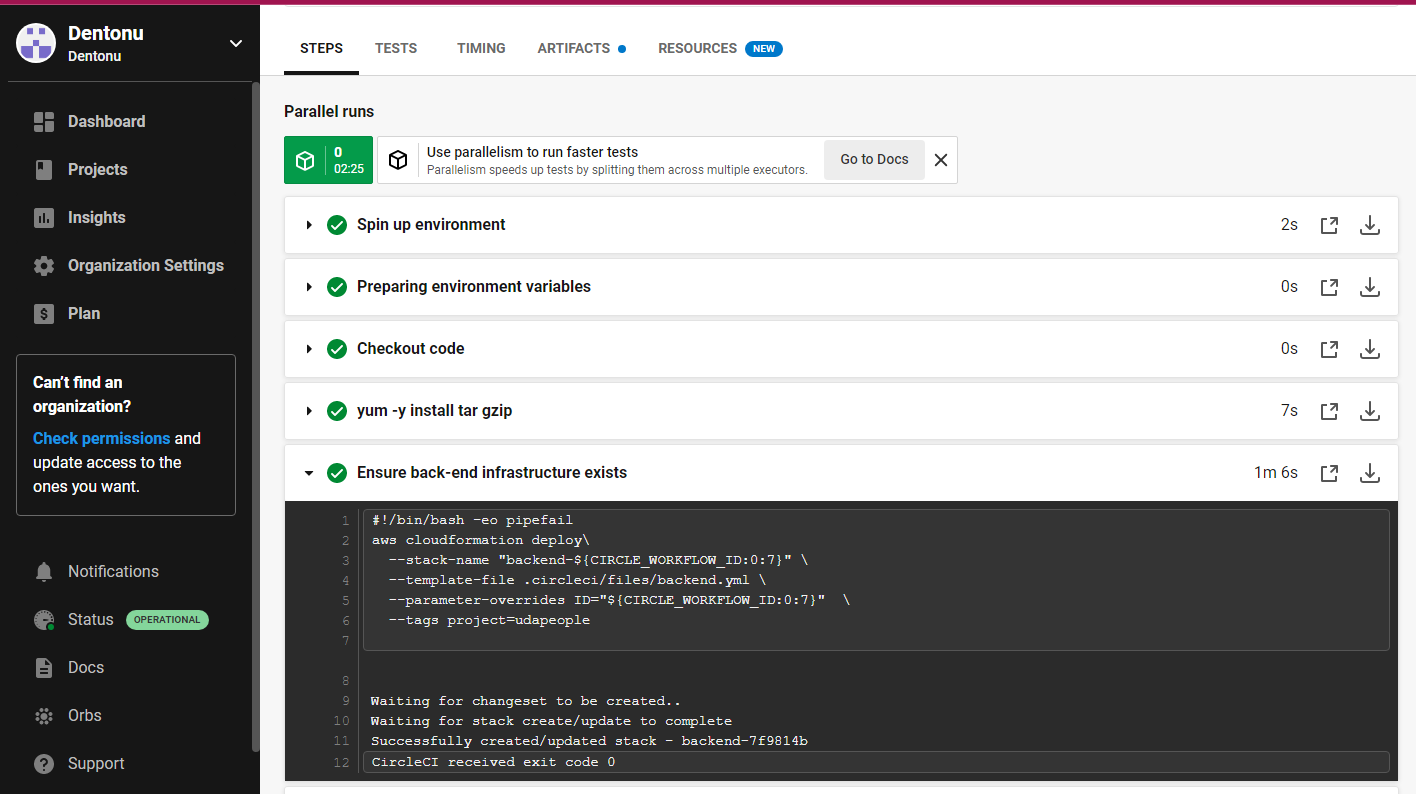 Dentonu
Dentonu
Dashboard
Projects
Insights
Organization Settings
Plan
Can't find an
organization?
Check permissions and
update access to the
ones you want.
Notifications
Status OPERATIONAL
Docs
Orbs
Support
STEPS TESTS TIMING ARTIFACTS RESOURCES NEW
Parallel runs
0
02:25
Use parallelism to run faster tests
Parallelism speeds up tests by splitting them across multiple executors.
Go to Docs
Spin up environment 2s
Preparing environment variables 0s
Checkout code 0s
yum -y install tar gzip 7s
Ensure back-end infrastructure exists 1m 6s
1 #!/bin/bash -eo pipefail
2 aws cloudformation deploy\
3 --stack-name "backend-${CIRCLE_WORKFLOW_ID:0:7}" \
4 --template-file .circleci/files/backend.yml \
5 --parameter-overrides ID="${CIRCLE_WORKFLOW_ID:0:7}"  \
6 --tags project=udapeople
7
8
9 Waiting for changeset to be created..
10 Waiting for stack create/update to complete
11 Successfully created/updated stack - backend-7f9814b
12 CircleCI received exit code 0